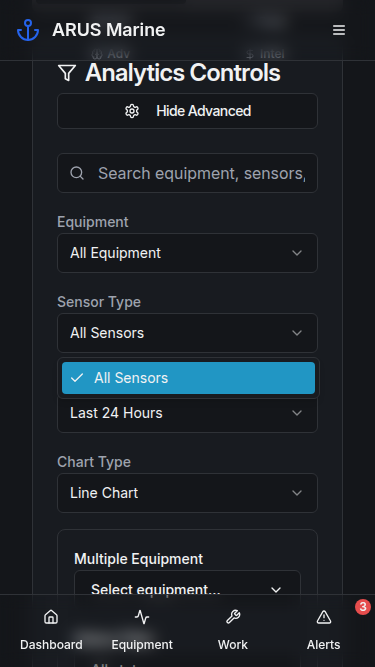 ARUS Marine
Adv
Intel
Analytics Controls
Hide Advanced
Search equipment, sensors,
Equipment
All Equipment
Sensor Type
All Sensors
All Sensors
Last 24 Hours
Chart Type
Line Chart
Multiple Equipment
Select equipment...
3
Dashboard
Equipment
Work
Alerts